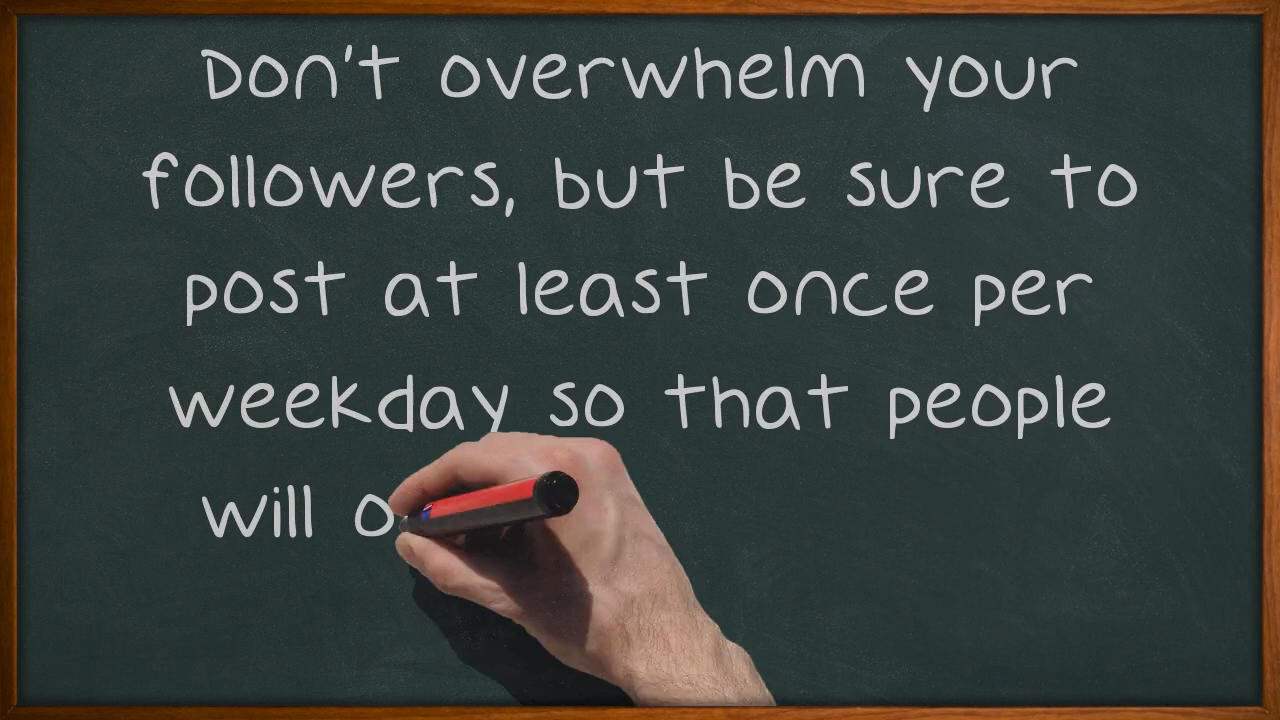 Don't overwhelm your
followers, but be sure to
post at least once per
weekday so that people
will